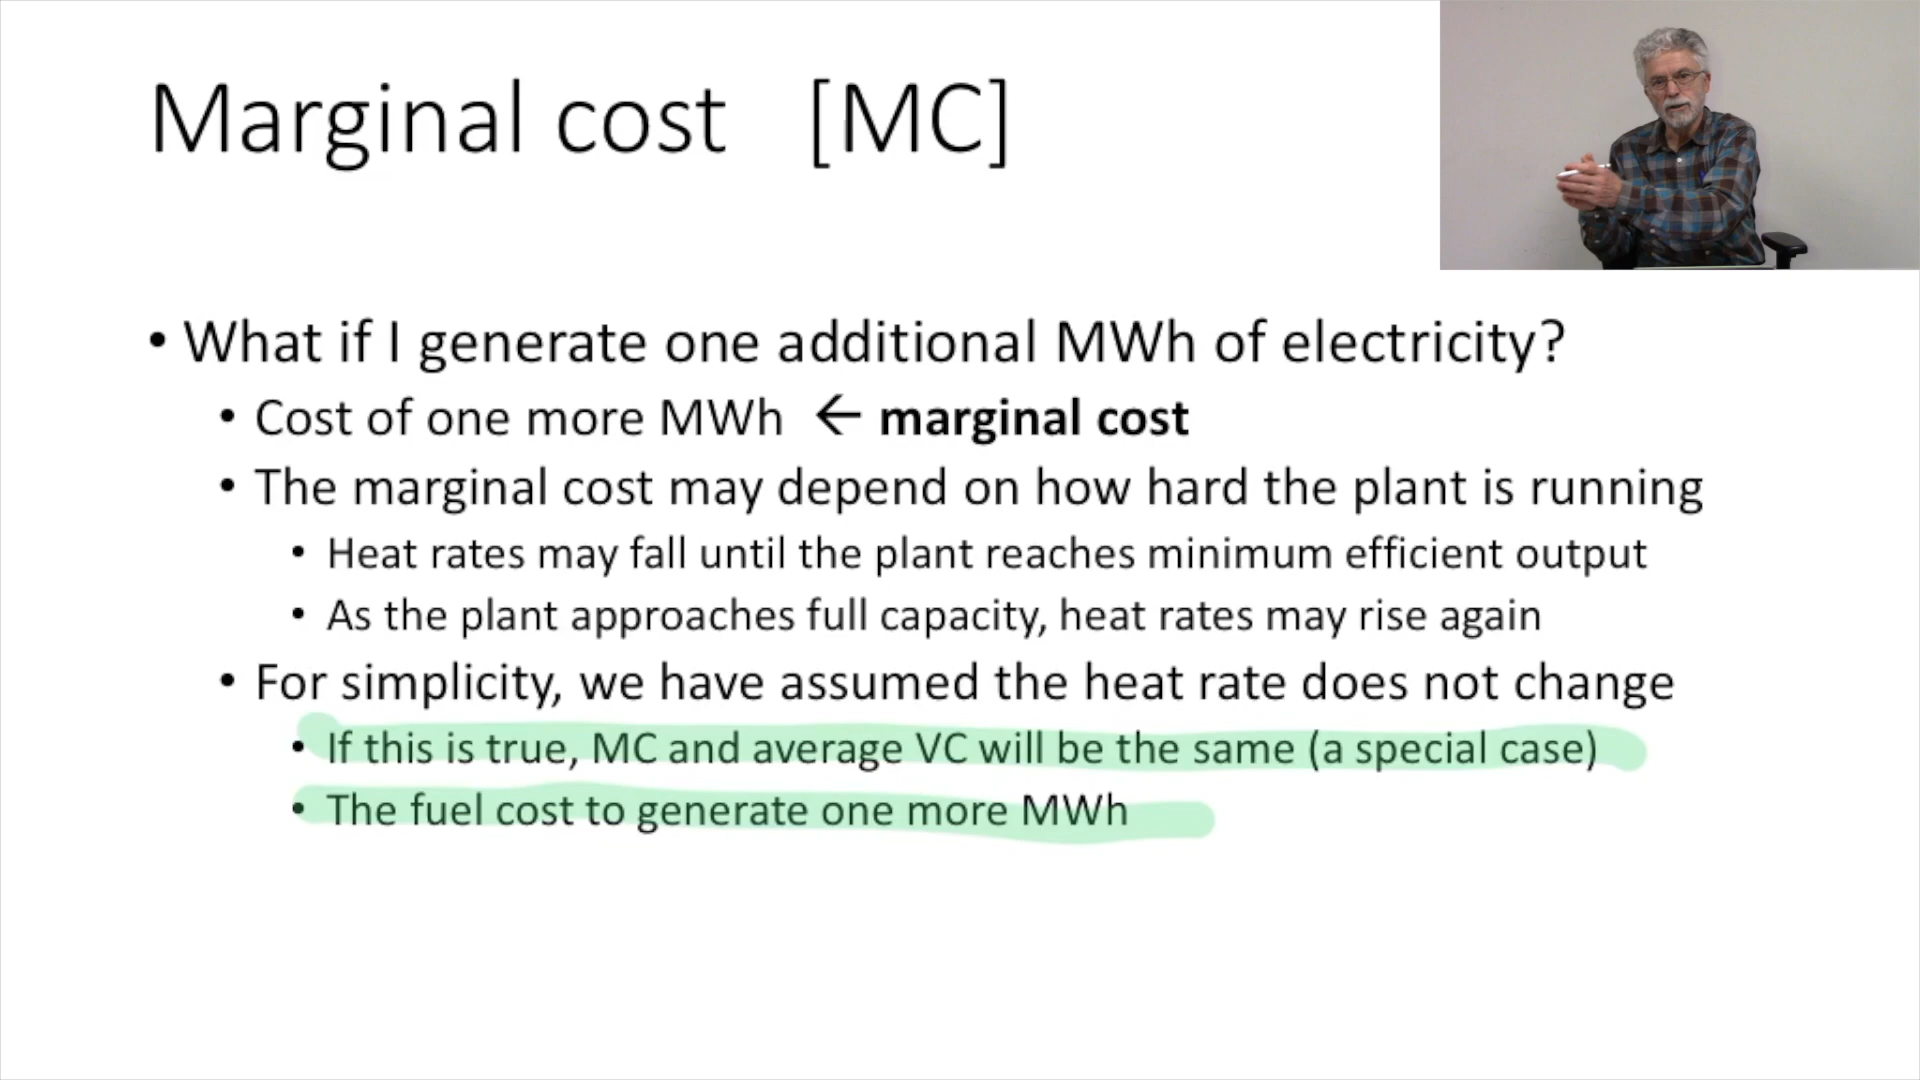 Marginal cost [MC]
• What if I generate one additional MWh of electricity?
• Cost of one more MWh ← marginal cost
• The marginal cost may depend on how hard the plant is running
• Heat rates may fall until the plant reaches minimum efficient output
• As the plant approaches full capacity, heat rates may rise again
• For simplicity, we have assumed the heat rate does not change
• If this is true, MC and average VC will be the same (a special case)
• The fuel cost to generate one more MWh